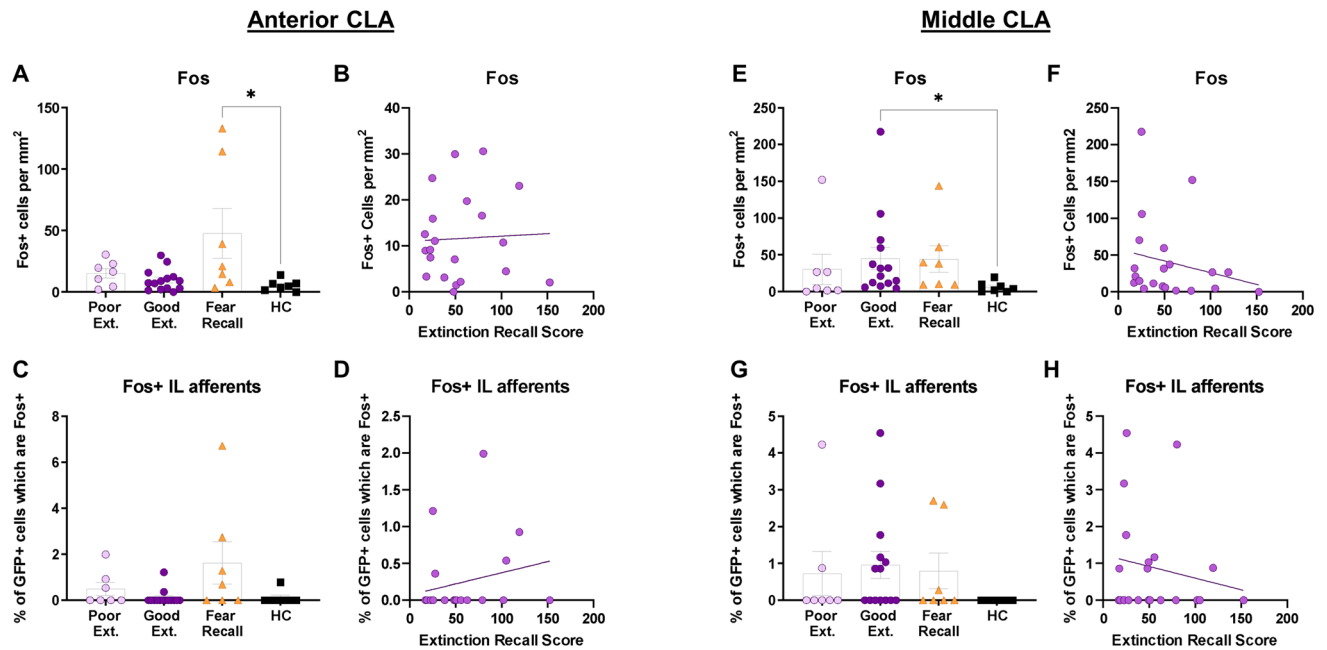 Anterior CLA
Middle CLA
A
Fos
Fos+ cells per mm2
150
100
50
0
*
Poor Ext.
Good Ext.
Fear Recall
HC
B
Fos
Fos+ Cells per mm2
40
30
20
10
0
0
50
100
150
200
Extinction Recall Score
E
Fos
Fos+ cells per mm2
250
200
150
100
50
0
*
Poor Ext.
Good Ext.
Fear Recall
HC
F
Fos
Fos+ Cells per mm2
250
200
150
100
50
0
0
50
100
150
200
Extinction Recall Score
C
Fos+ IL afferents
% of GFP+ cells which are Fos+
8
6
4
2
0
Poor Ext.
Good Ext.
Fear Recall
HC
D
Fos+ IL afferents
% of GFP+ cells which are Fos+
2.5
2.0
1.5
1.0
0.5
0.0
0
50
100
150
200
Extinction Recall Score
G
Fos+ IL afferents
% of GFP+ cells which are Fos+
5
4
3
2
1
0
Poor Ext.
Good Ext.
Fear Recall
HC
H
Fos+ IL afferents
% of GFP+ cells which are Fos+
5
4
3
2
1
0
0
50
100
150
200
Extinction Recall Score